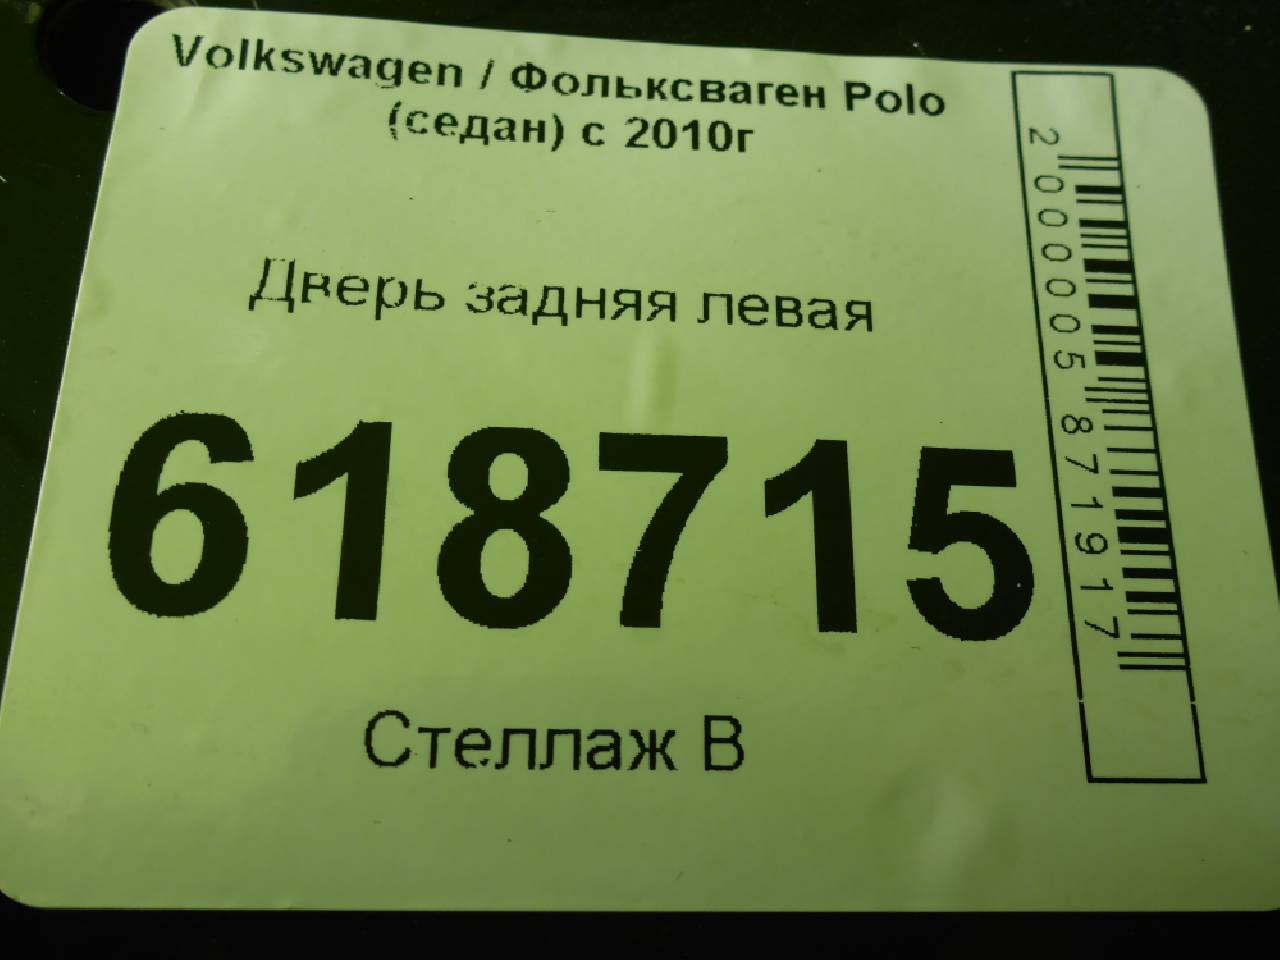 Volkswagen / Фольксваген Polo
(седан) с 2010г
Дверь задняя левая
618715
Стеллаж В
2000005871917